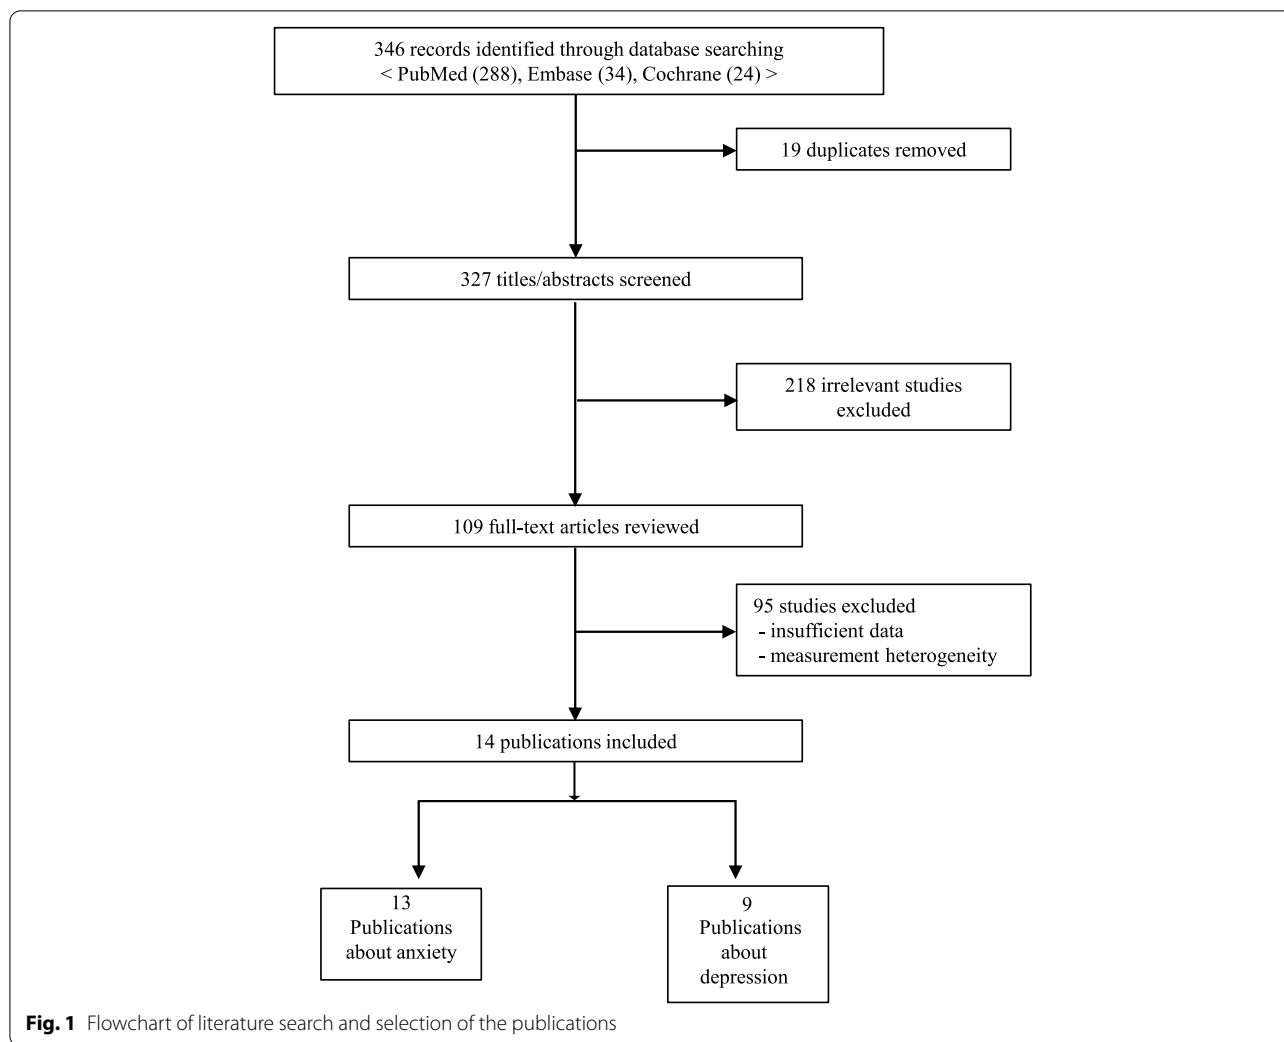 346 records identified through database searching
< PubMed (288), Embase (34), Cochrane (24) >
19 duplicates removed
327 titles/abstracts screened
218 irrelevant studies
excluded
109 full-text articles reviewed
95 studies excluded
- insufficient data
- measurement heterogeneity
14 publications included
13
Publications
about anxiety
9
Publications
about
depression
Fig. 1 Flowchart of literature search and selection of the publications